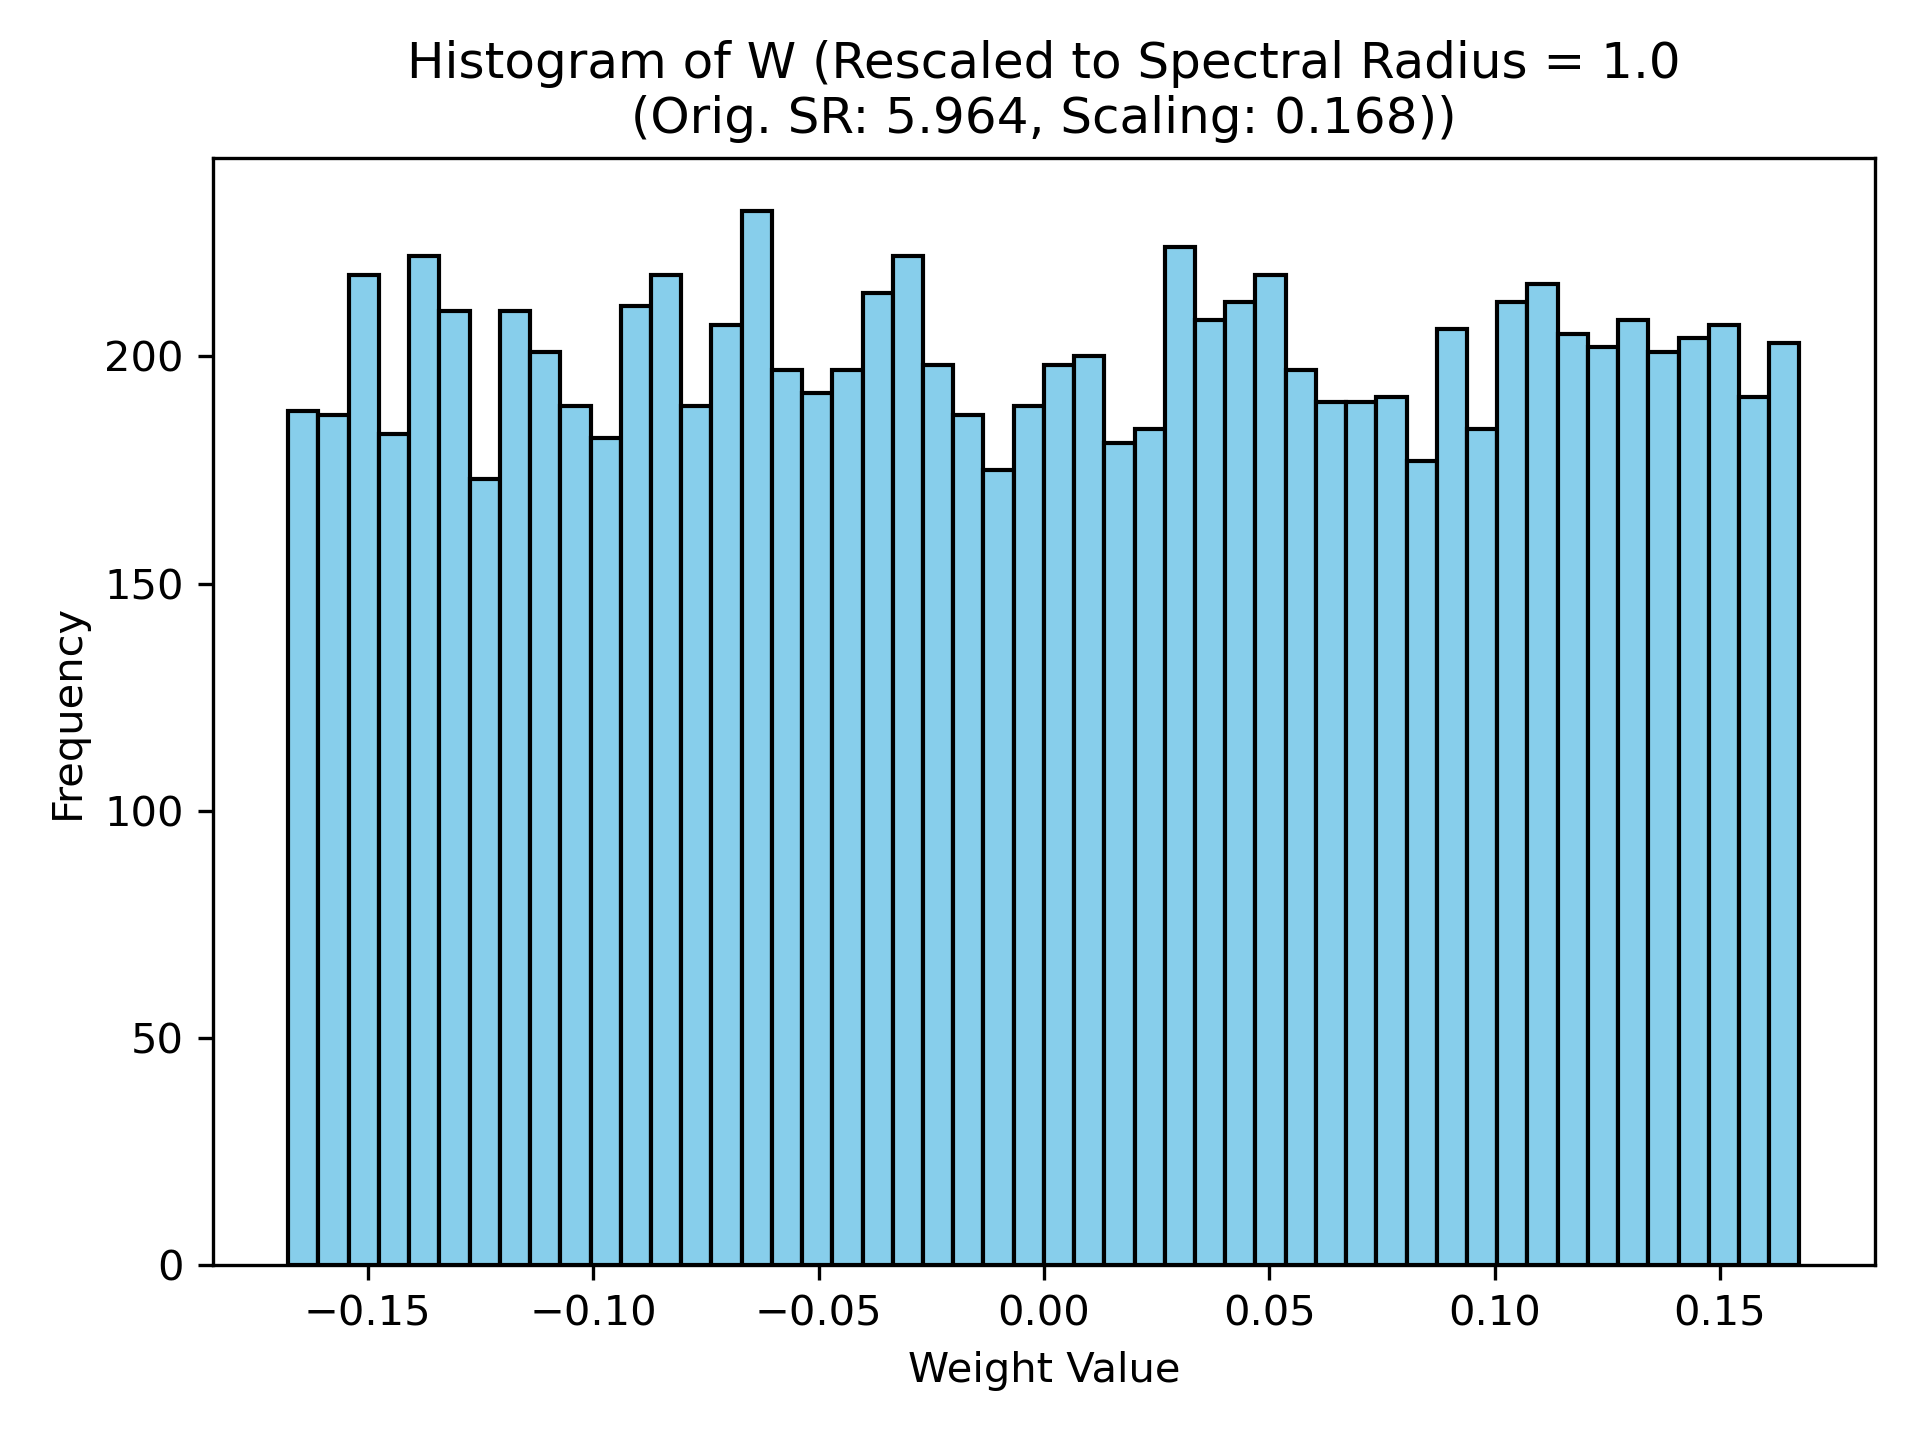 Histogram of W (Rescaled to Spectral Radius = 1.0
(Orig. SR: 5.964, Scaling: 0.168))
Frequency
200
150
100
50
0
−0.15 −0.10 −0.05 0.00 0.05 0.10 0.15
Weight Value